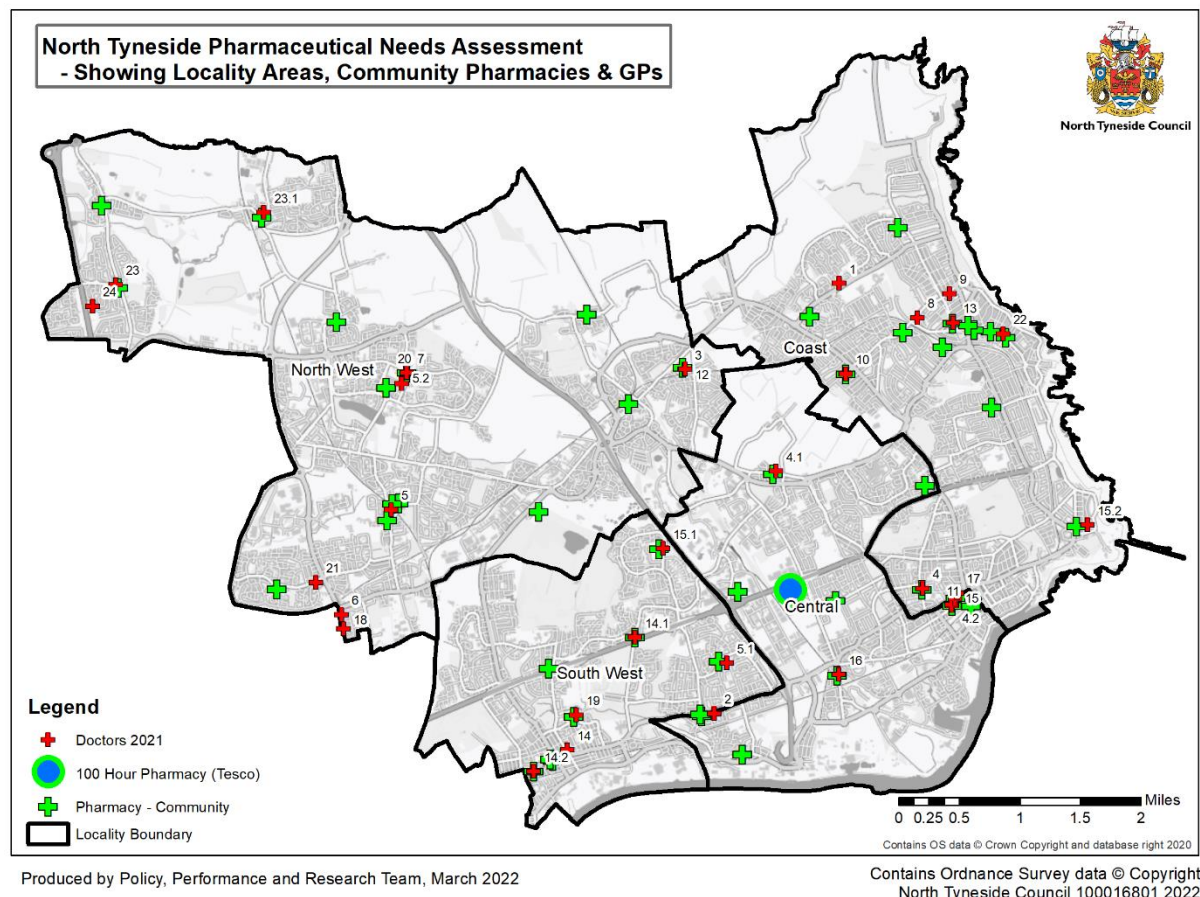 North Tyneside Pharmaceutical Needs Assessment
- Showing Locality Areas, Community Pharmacies & GPs
North Tyneside Council
23.1
23
24
1
9
8
13
22
Coast
10
North West
20
7
5.2
3
12
4.1
5
15.2
15.1
21
4
17
11
15
4.2
6
18
Central
14.1
5.1
16
South West
19
2
14
14.2
Legend
Doctors 2021
100 Hour Pharmacy (Tesco)
Pharmacy - Community
Locality Boundary
Miles
0 0.25 0.5 1 1.5 2
Contains OS data © Crown Copyright and database right 2020
Produced by Policy, Performance and Research Team, March 2022
Contains Ordnance Survey data © Copyright
North Tyneside Council 100016801 2022